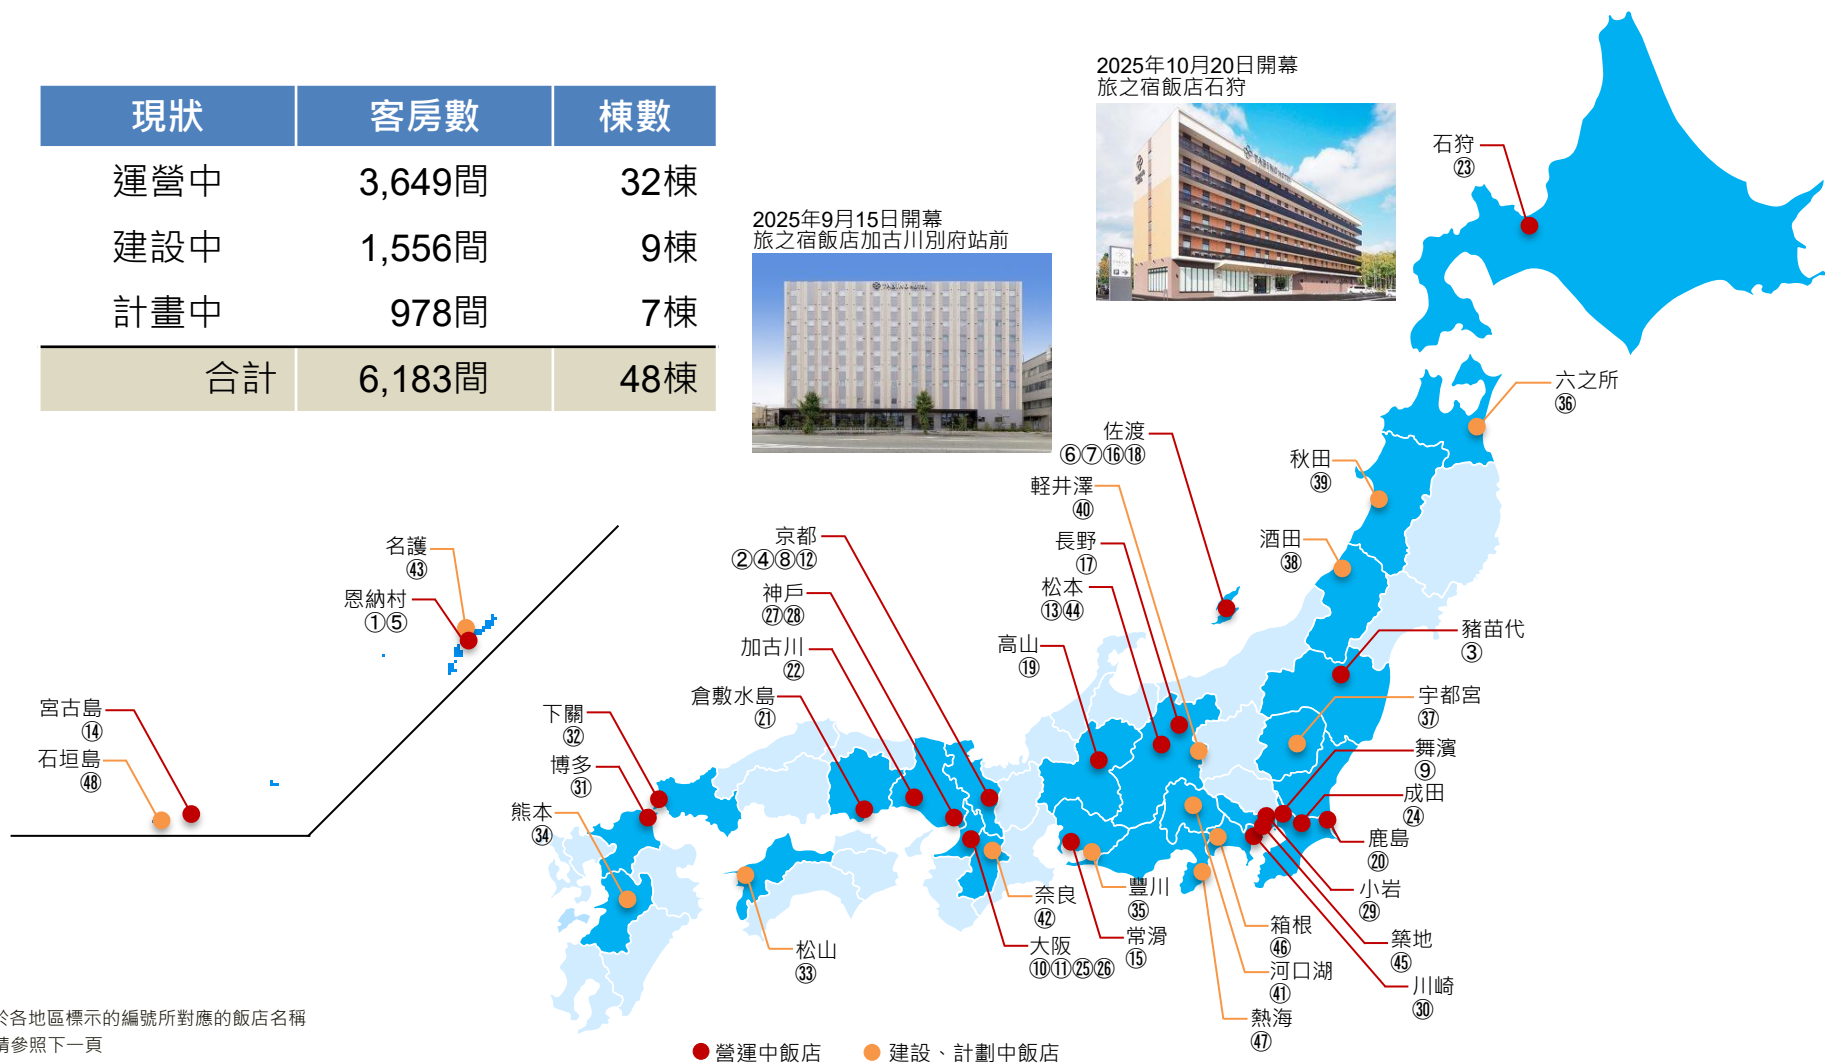 現狀 客房數 棟數
運營中 3,649間 32棟
建設中 1,556間 9棟
計畫中 978間 7棟
合計 6,183間 48棟
2025年9月15日開幕
旅之宿飯店加古川別府站前
TABINO HOTEL
2025年10月20日開幕
旅之宿飯店石狩
TABINO HOTEL
石狩
㉓
六之所
㊱
秋田
㊴
酒田
㊳
佐渡
⑥⑦⑯⑱
軽井澤
㊵
長野
⑰
松本
⑬㊹
高山
⑲
京都
②④⑧⑫
神戶
㉗㉘
加古川
㉒
倉敷水島
㉑
下關
㉜
博多
㉛
熊本
㉞
名護
㊸
恩納村
①⑤
宮古島
⑭
石垣島
㊽
豬苗代
③
宇都宮
㊲
舞濱
⑨
成田
㉔
鹿島
⑳
小岩
㉙
築地
㊺
川崎
㉚
箱根
㊻
河口湖
㊶
熱海
㊼
豐川
㉟
常滑
⑮
奈良
㊷
大阪
⑩⑪㉕㉖
松山
㉝
於各地區標示的編號所對應的飯店名稱
請參照下一頁
營運中飯店
建設、計劃中飯店